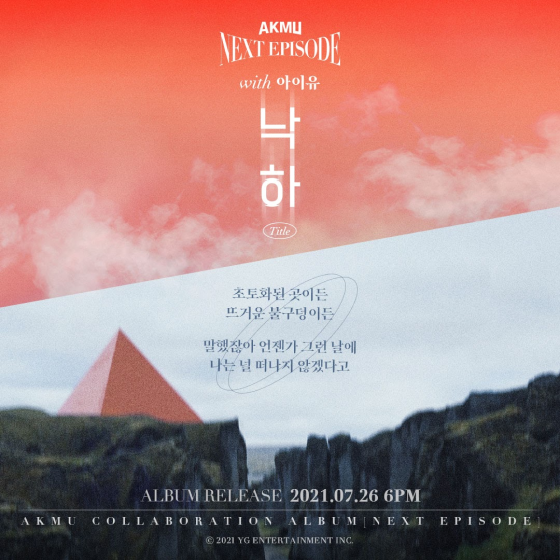 AKMU
NEXT EPISODE
with 아이유
낙
하
Title
초토화된 곳이든
뜨거운 불구덩이든
말했잖아 언젠가 그런 날에
나는 널 떠나지 않겠다고
ALBUM RELEASE 2021.07.26 6PM
AKMU COLLABORATION ALBUM [NEXT EPISODE]
© 2021 YG ENTERTAINMENT INC.